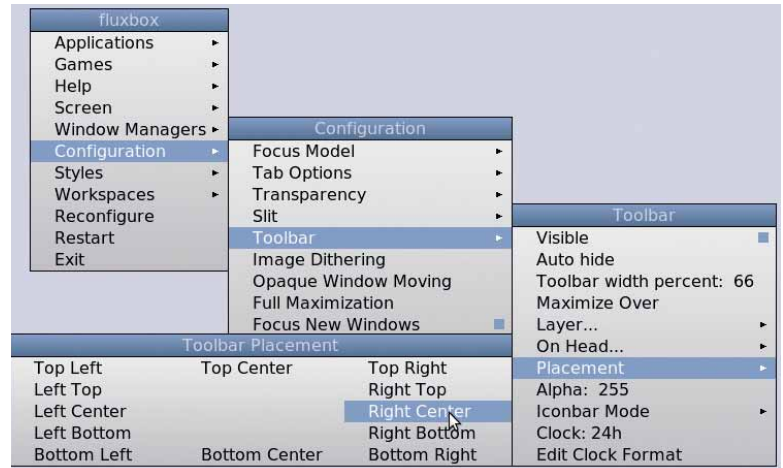 fluxbox
Applications
Games
Help
Screen
Window Managers
Configuration
Styles
Workspaces
Reconfigure
Restart
Exit
Configuration
Focus Model
Tab Options
Transparency
Slit
Toolbar
Image Dithering
Opaque Window Moving
Full Maximization
Focus New Windows
Toolbar
Visible
Auto hide
Toolbar width percent: 66
Maximize Over
Layer...
On Head...
Placement
Alpha: 255
Iconbar Mode
Clock: 24h
Edit Clock Format
Toolbar Placement
Top Left Top Center Top Right
Left Top Right Top
Left Center Right Center
Left Bottom Right Bottom
Bottom Left Bottom Center Bottom Right